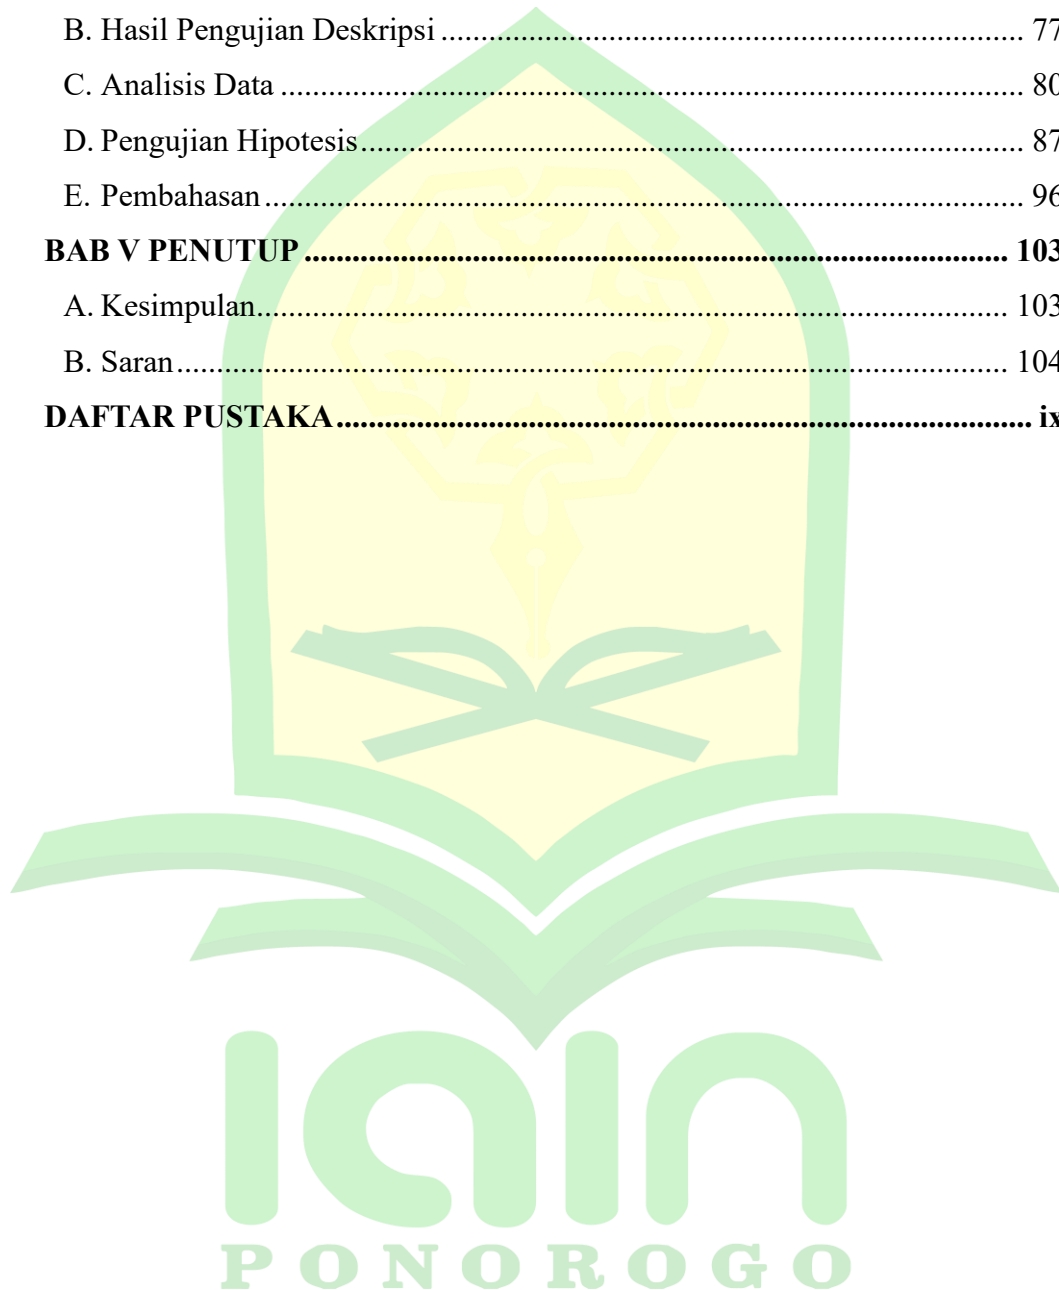 B. Hasil Pengujian Deskripsi ........................................................................ 77
C. Analisis Data ............................................................................................ 80
D. Pengujian Hipotesis.................................................................................. 87
E. Pembahasan .............................................................................................. 96
BAB V PENUTUP ...................................................................................... 103
A. Kesimpulan............................................................................................. 103
B. Saran ....................................................................................................... 104
DAFTAR PUSTAKA ..................................................................................... ix
iain
PONOROGO